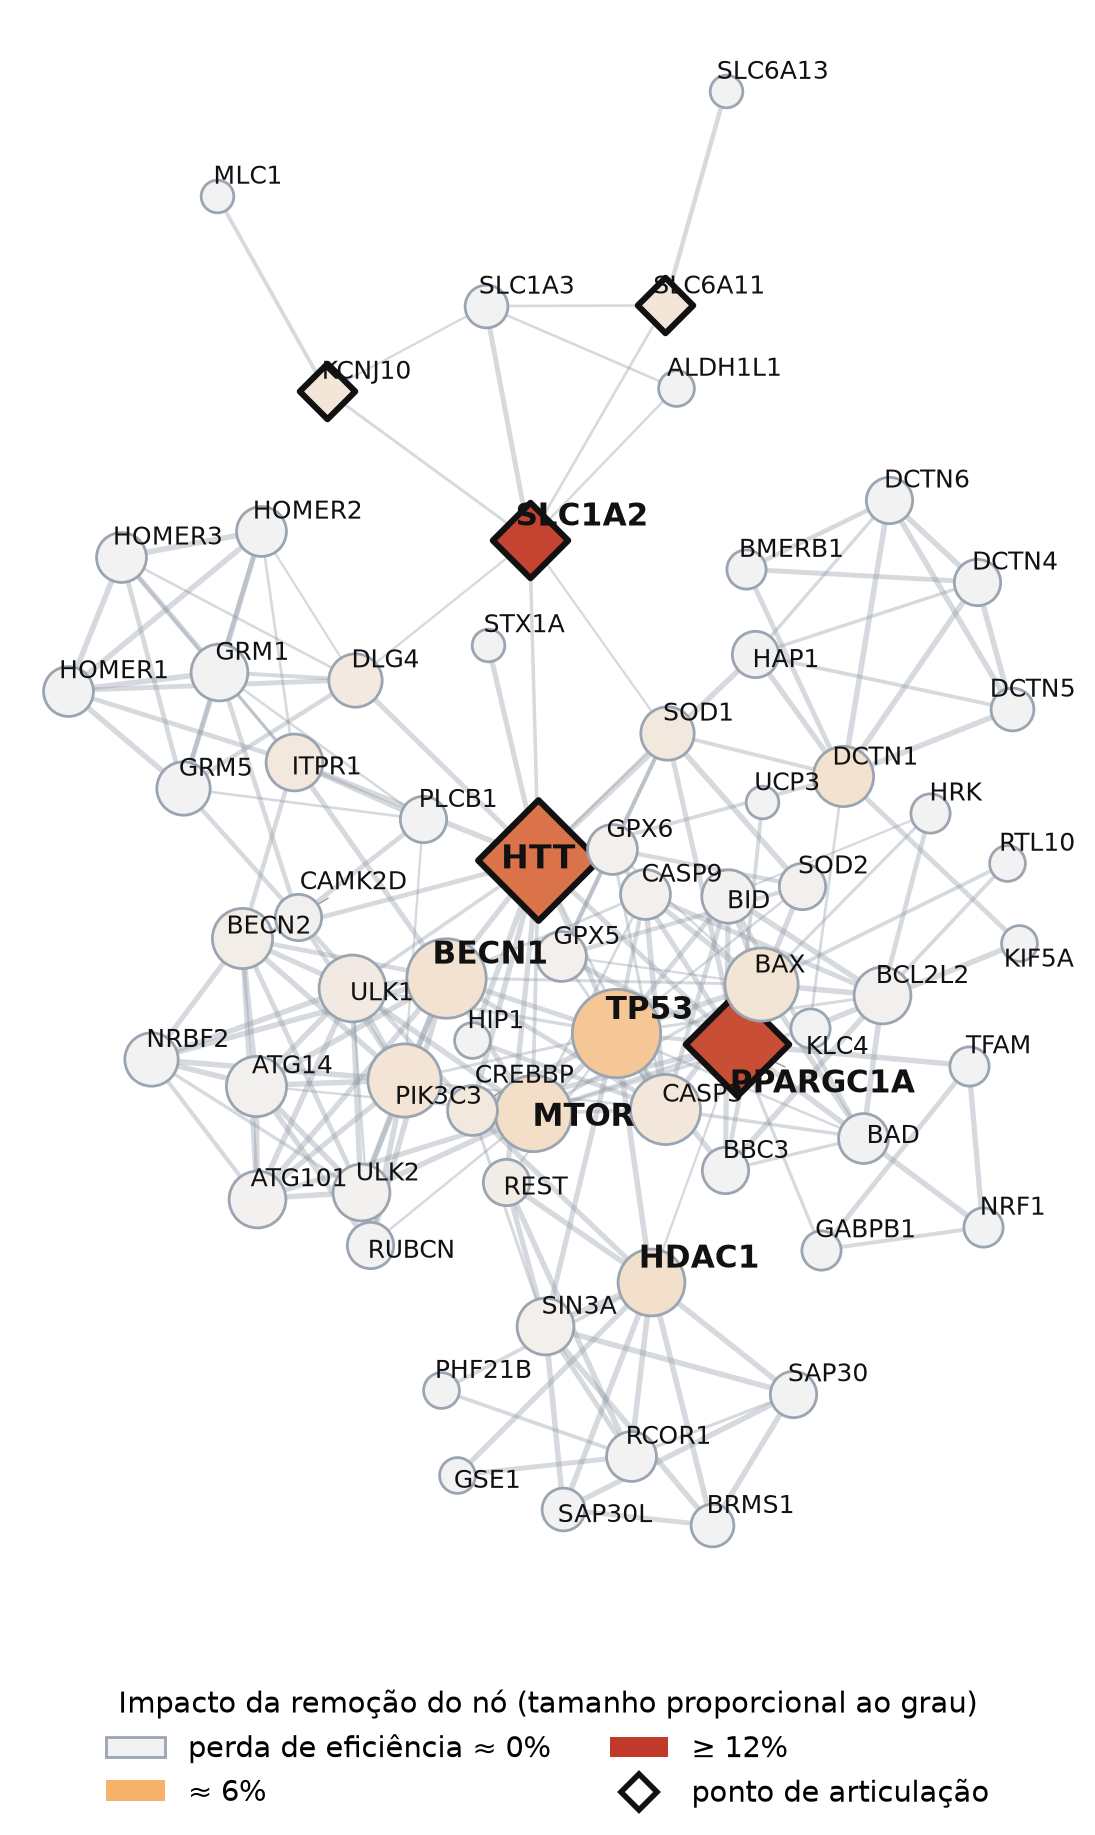 SLC6A13
MLC1
SLC1A3
SLC6A11
KCNJ10
ALDH1L1
DCTN6
HOMER2
SLC1A2
HOMER3
BMERB1
DCTN4
STX1A
GRM1
DLG4
HAP1
HOMER1
DCTN5
SOD1
DCTN1
GRM5
ITPR1
UCP3
HRK
PLCB1
GPX6
RTL10
HTT
SOD2
CASP9
CAMK2D
BID
BECN2
GPX5
BECN1
KIF5A
BAX
BCL2L2
ULK1
TP53
HIP1
NRBF2
KLC4
TFAM
ATG14
CREBBP
PPARGC1A
PIK3C3
CASP3
MTOR
BAD
BBC3
ATG101
ULK2
REST
NRF1
GABPB1
RUBCN
HDAC1
SIN3A
PHF21B
SAP30
RCOR1
GSE1
BRMS1
SAP30L
Impacto da remoção do nó (tamanho proporcional ao grau)
perda de eficiência ≈ 0%
≥ 12%
≈ 6%
ponto de articulação